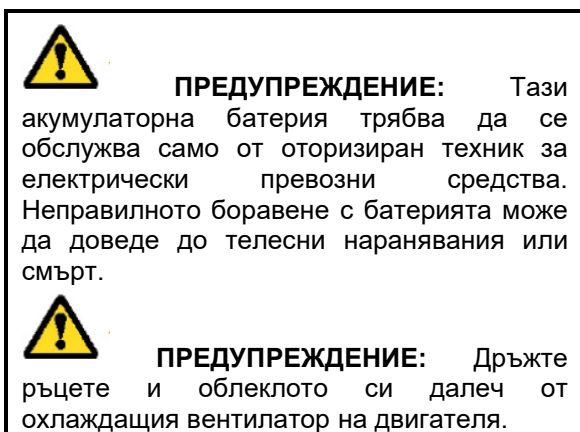 ПРЕДУПРЕЖДЕНИЕ: Тази
акумулаторна батерия трябва да се
обслужва само от оторизиран техник за
електрически превозни средства.
Неправилното боравене с батерията може
да доведе до телесни наранявания или
смърт.
ПРЕДУПРЕЖДЕНИЕ: Дръжте
ръцете и облеклото си далеч от
охлаждащия вентилатор на двигателя.